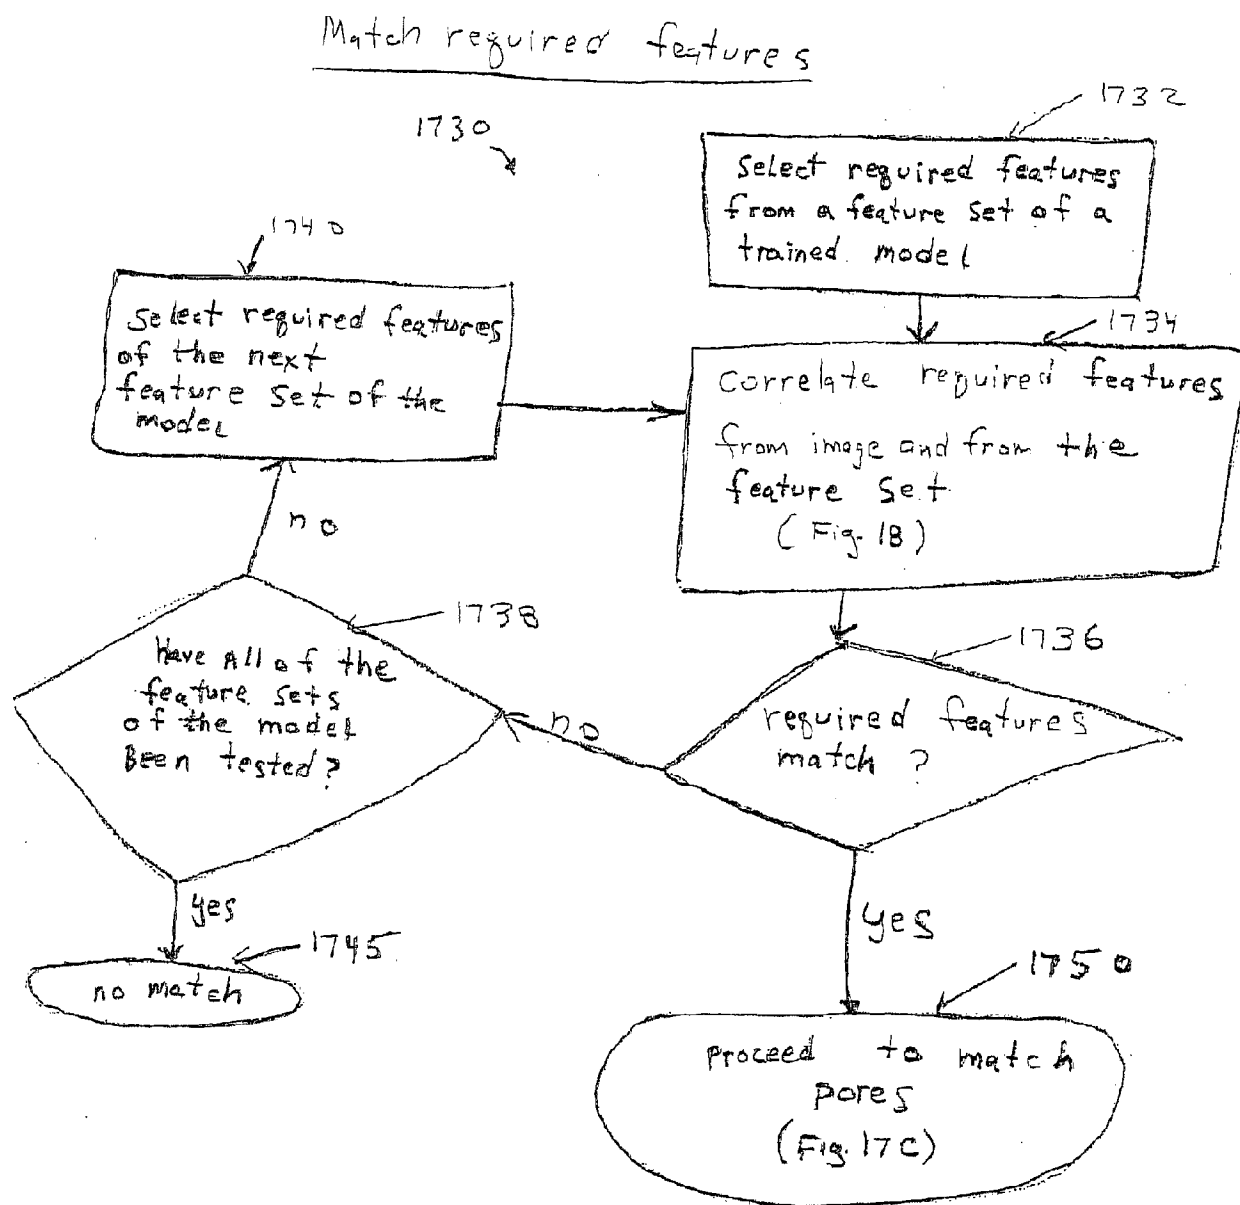 Match required features
1730
1732
Select required features
from a feature set of a
trained model
1740
Select required features
of the next
feature set of the
model
1734
Correlate required features
from image and from the
feature set
(Fig. 18)
no
1738
Have All of the
feature sets
of the model
Been tested?
no
1736
required features
match ?
yes
1745
no match
yes
1750
Proceed to match
pores
(Fig. 17C)